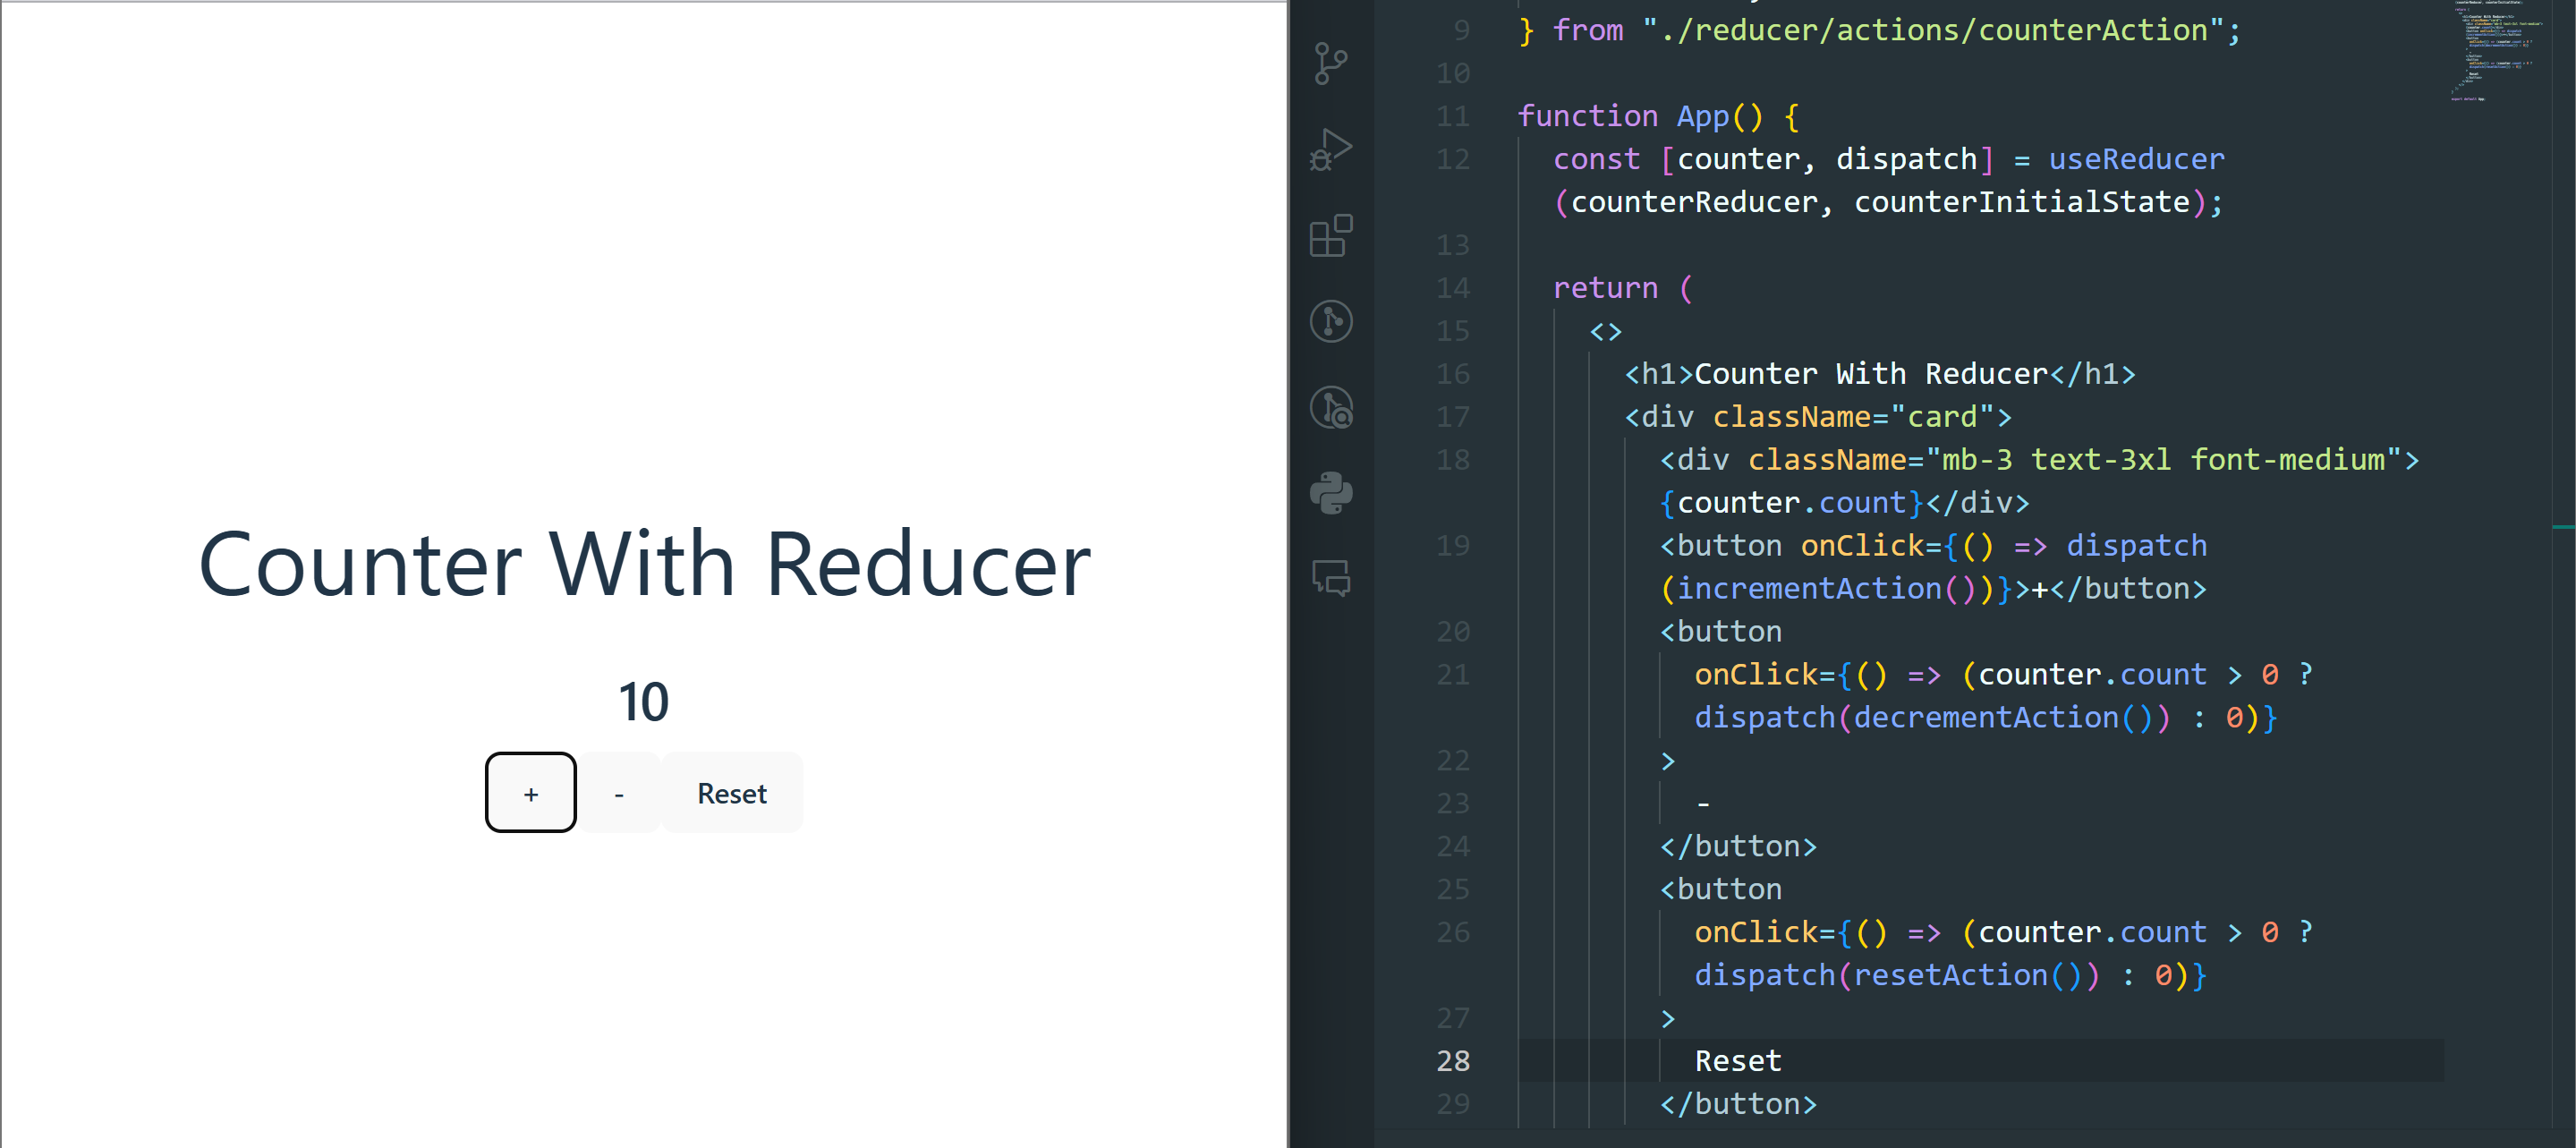 Counter With Reducer
10
+ - Reset
9 } from "./reducer/actions/counterAction";
10
11 function App() {
12 const [counter, dispatch] = useReducer
(counterReducer, counterInitialState);
13
14 return (
15 <>
16 <h1>Counter With Reducer</h1>
17 <div className="card">
18 <div className="mb-3 text-3xl font-medium">
{counter.count}</div>
19 <button onClick={() => dispatch
(incrementAction())}>+</button>
20 <button
21 onClick={() => (counter.count > 0 ?
dispatch(decrementAction()) : 0)}
22 >
23 -
24 </button>
25 <button
26 onClick={() => (counter.count > 0 ?
dispatch(resetAction()) : 0)}
27 >
28 Reset
29 </button>